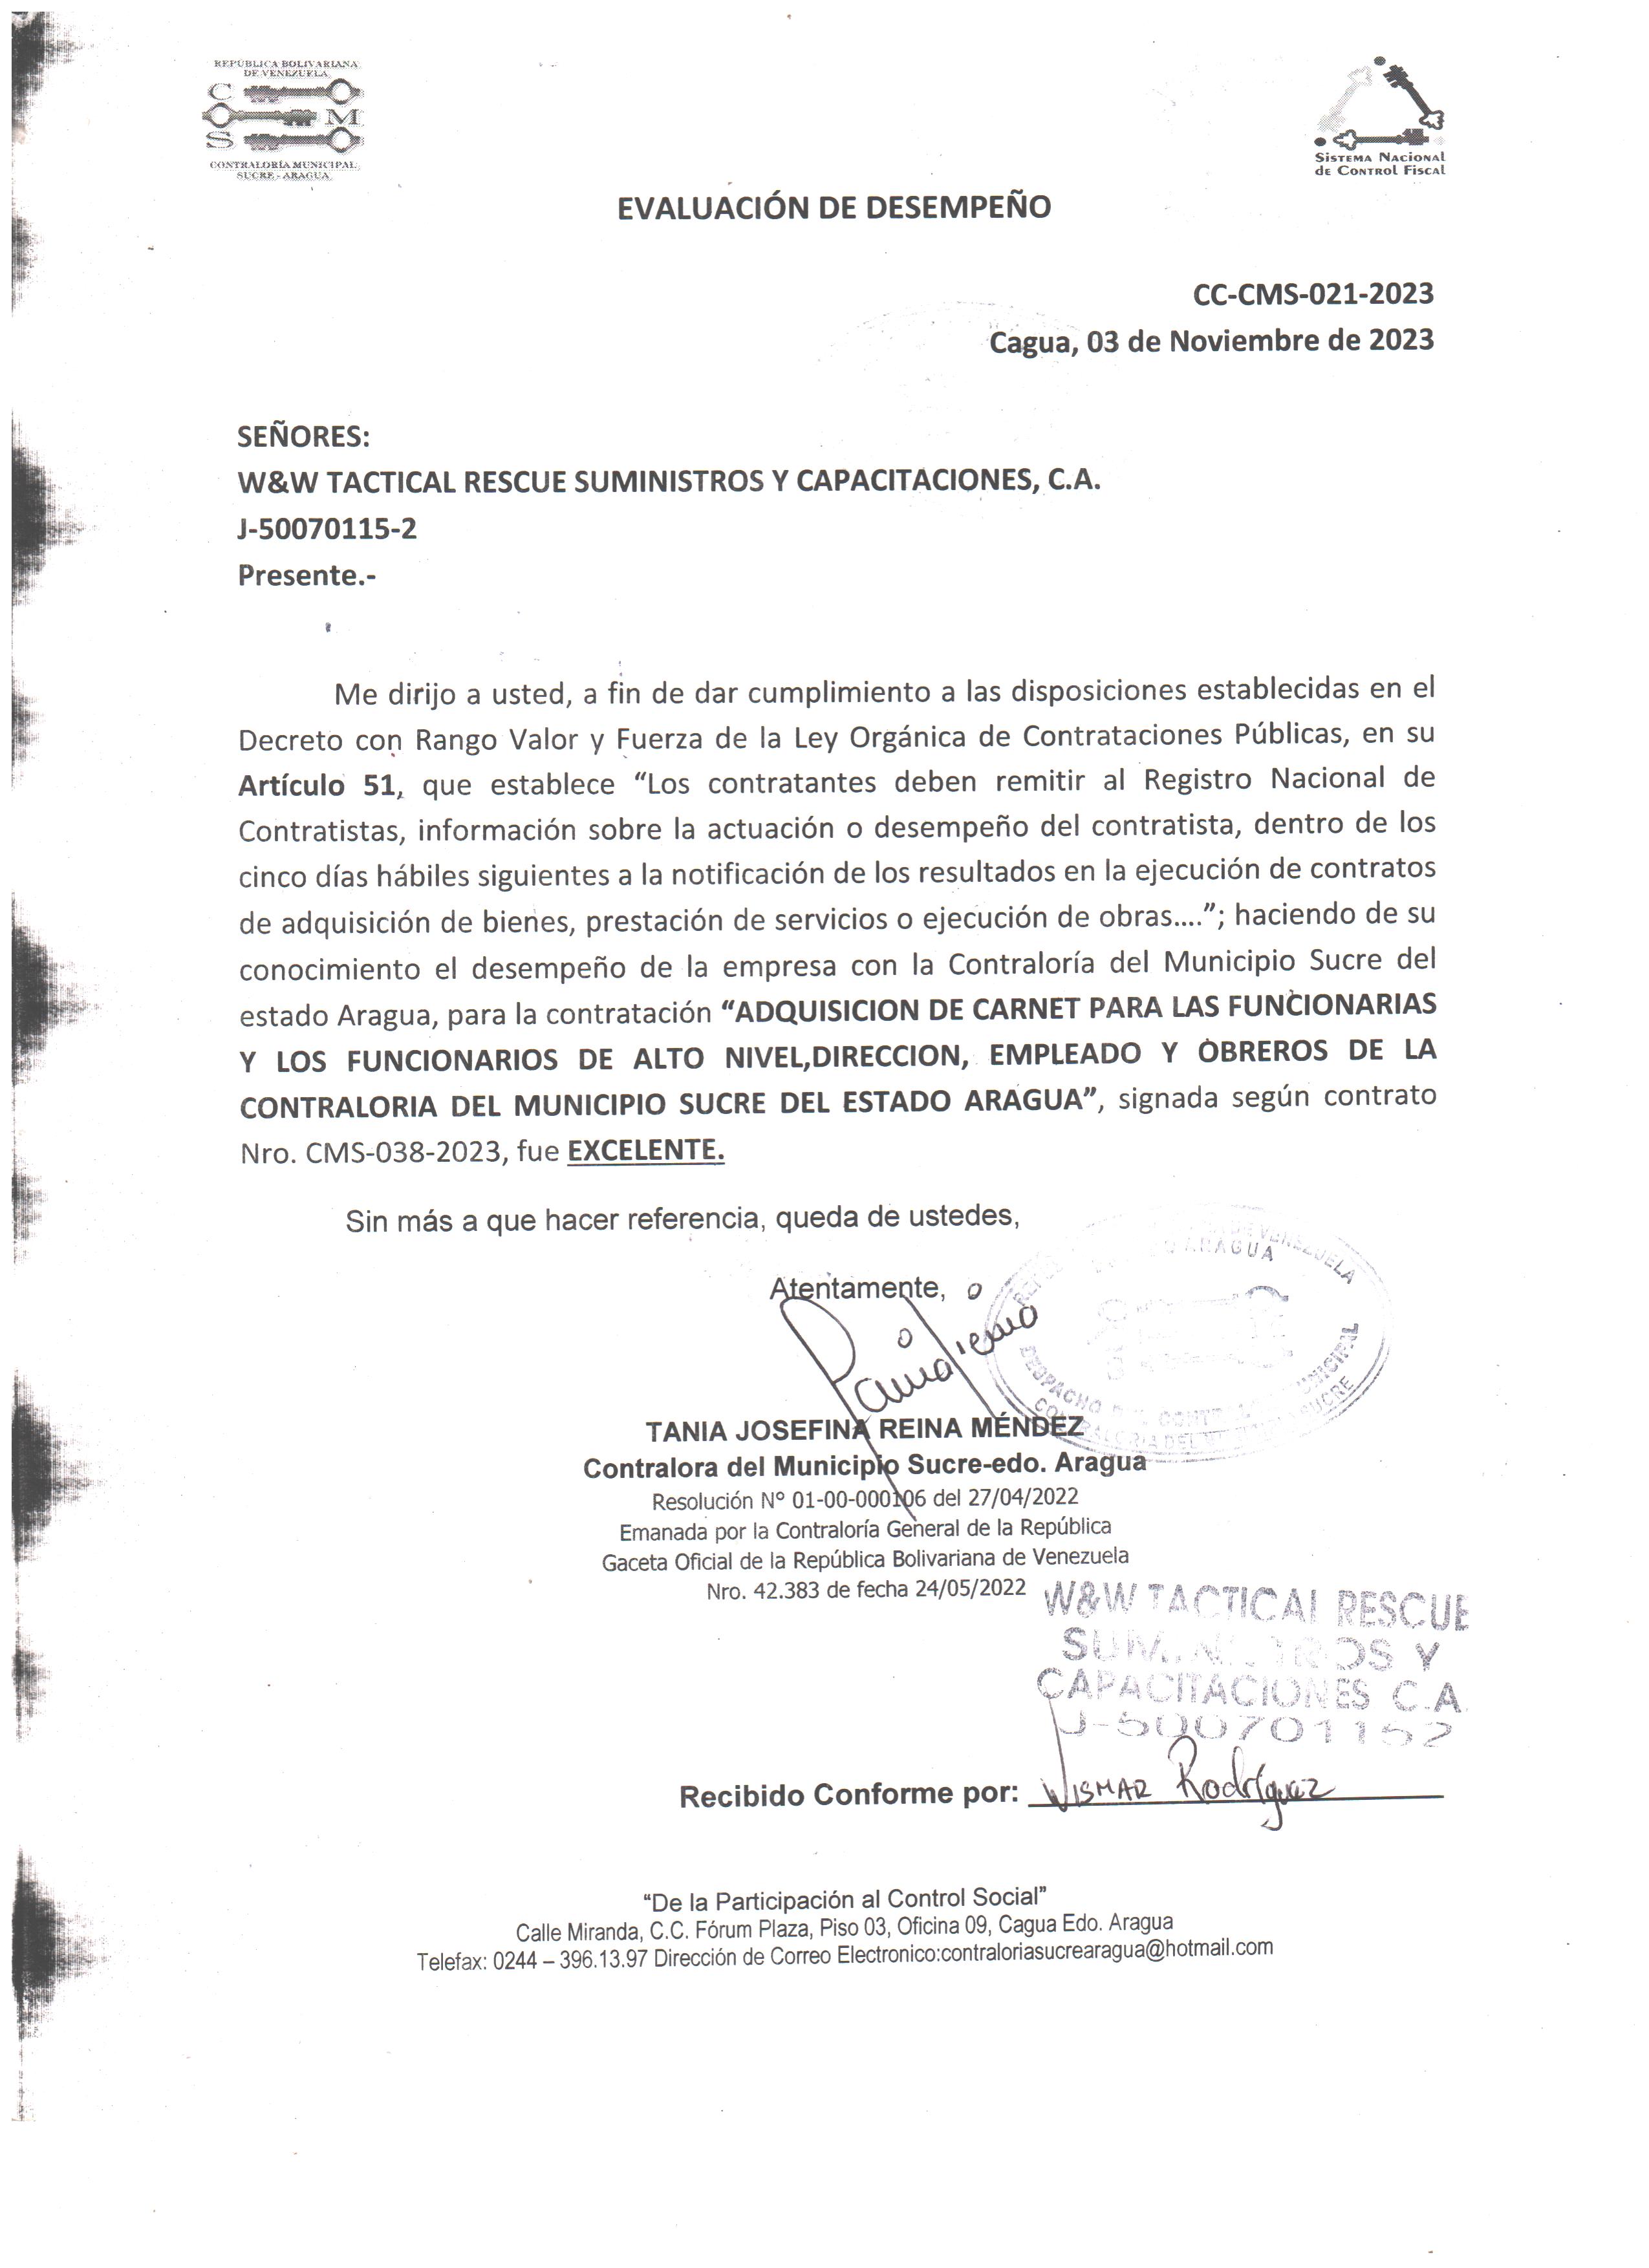 REPÚBLICA BOLIVARIANA
DE VENEZUELA
C
M
S
CONTRALORÍA MUNICIPAL
SUCRE - ARAGUA
SISTEMA NACIONAL
DE CONTROL FISCAL
EVALUACIÓN DE DESEMPEÑO
CC-CMS-021-2023
Cagua, 03 de Noviembre de 2023
SEÑORES:
W&W TACTICAL RESCUE SUMINISTROS Y CAPACITACIONES, C.A.
J-50070115-2
Presente.-
Me dirijo a usted, a fin de dar cumplimiento a las disposiciones establecidas en el
Decreto con Rango Valor y Fuerza de la Ley Orgánica de Contrataciones Públicas, en su
Artículo 51, que establece “Los contratantes deben remitir al Registro Nacional de
Contratistas, información sobre la actuación o desempeño del contratista, dentro de los
cinco días hábiles siguientes a la notificación de los resultados en la ejecución de contratos
de adquisición de bienes, prestación de servicios o ejecución de obras....”; haciendo de su
conocimiento el desempeño de la empresa con la Contraloría del Municipio Sucre del
estado Aragua, para la contratación “ADQUISICION DE CARNET PARA LAS FUNCIONARIAS
Y LOS FUNCIONARIOS DE ALTO NIVEL,DIRECCION, EMPLEADO Y OBREROS DE LA
CONTRALORIA DEL MUNICIPIO SUCRE DEL ESTADO ARAGUA”, signada según contrato
Nro. CMS-038-2023, fue EXCELENTE.
Sin más a que hacer referencia, queda de ustedes,
Atentamente,
VENEZUELA
ARAGUA
DESPACHO
SUCRE
TANIA JOSEFINA REINA MÉNDEZ
Contralora del Municipio Sucre-edo. Aragua
Resolución N° 01-00-000106 del 27/04/2022
Emanada por la Contraloría General de la República
Gaceta Oficial de la República Bolivariana de Venezuela
Nro. 42.383 de fecha 24/05/2022
W&W TACTICAL RESCUE
SUMINISTROS Y
CAPACITACIONES C.A
J-500701152
Recibido Conforme por: WISMAR Rodríguez
“De la Participación al Control Social”
Calle Miranda, C.C. Fórum Plaza, Piso 03, Oficina 09, Cagua Edo. Aragua
Telefax: 0244 – 396.13.97 Dirección de Correo Electronico:contraloriasucrearagua@hotmail.com